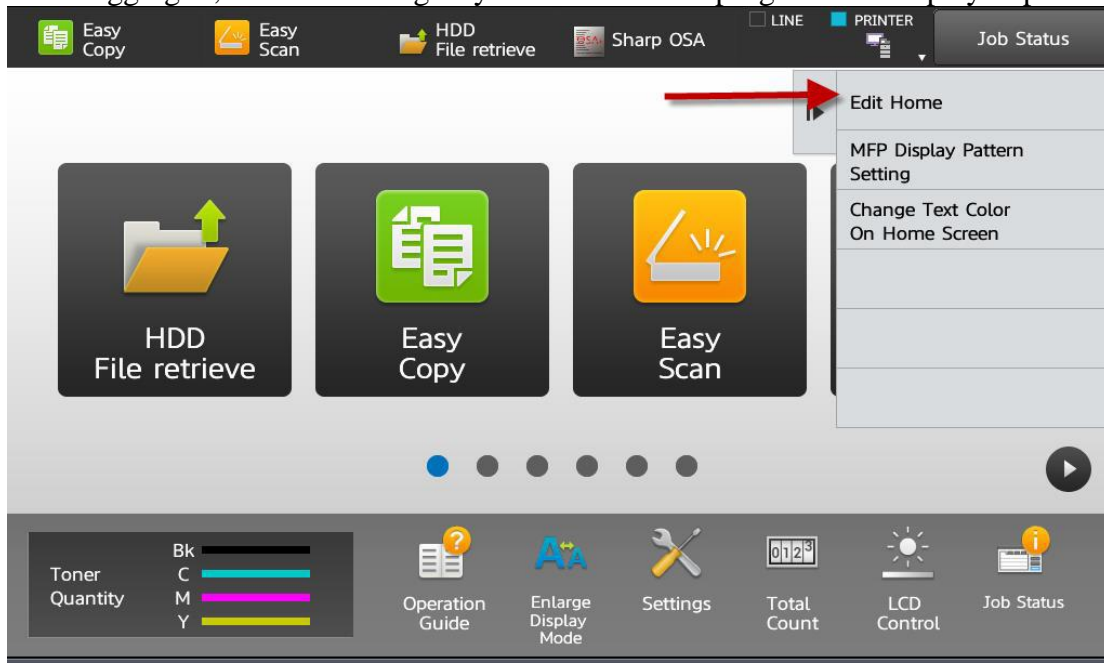 Easy
Copy
Easy
Scan
HDD
File retrieve
Sharp OSA
LINE
PRINTER
Job Status
Edit Home
MFP Display Pattern
Setting
Change Text Color
On Home Screen
HDD
File retrieve
Easy
Copy
Easy
Scan
Toner
Quantity
Bk
C
M
Y
Operation
Guide
Enlarge
Display
Mode
Settings
0123
Total
Count
LCD
Control
Job Status